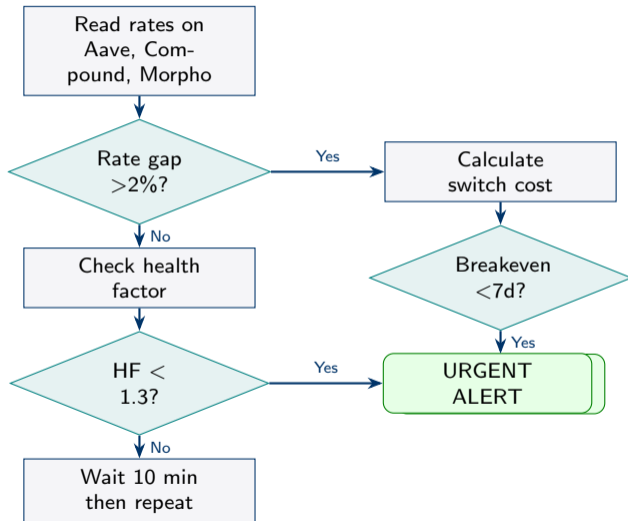 Read rates on
Aave, Com-
pound, Morpho
Rate gap
>2%?
Yes
Calculate
switch cost
No
Check health
factor
Breakeven
<7d?
Yes
HF <
1.3?
Yes
URGENT
ALERT
No
Wait 10 min
then repeat